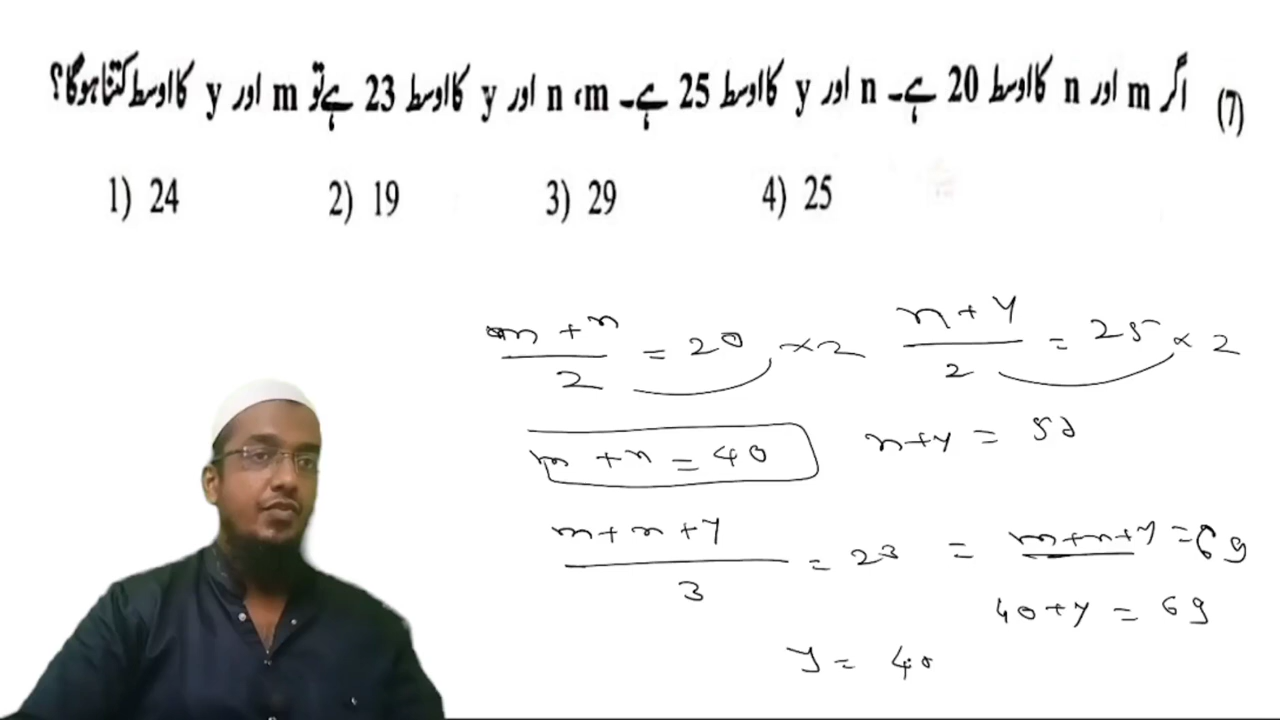 (7) اگر m اور n کا اوسط 20 ہے۔ n اور y کا اوسط 25 ہے۔ m، n اور y کا اوسط 23 ہے تو m اور y کا اوسط کتنا ہوگا؟
1) 24 2) 19 3) 29 4) 25
m + n / 2 = 20 × 2 n + y / 2 = 25 × 2
m + n = 40 n + y = 50
m + n + y / 3 = 23 = m + n + y = 69
40 + y = 69
y = 40